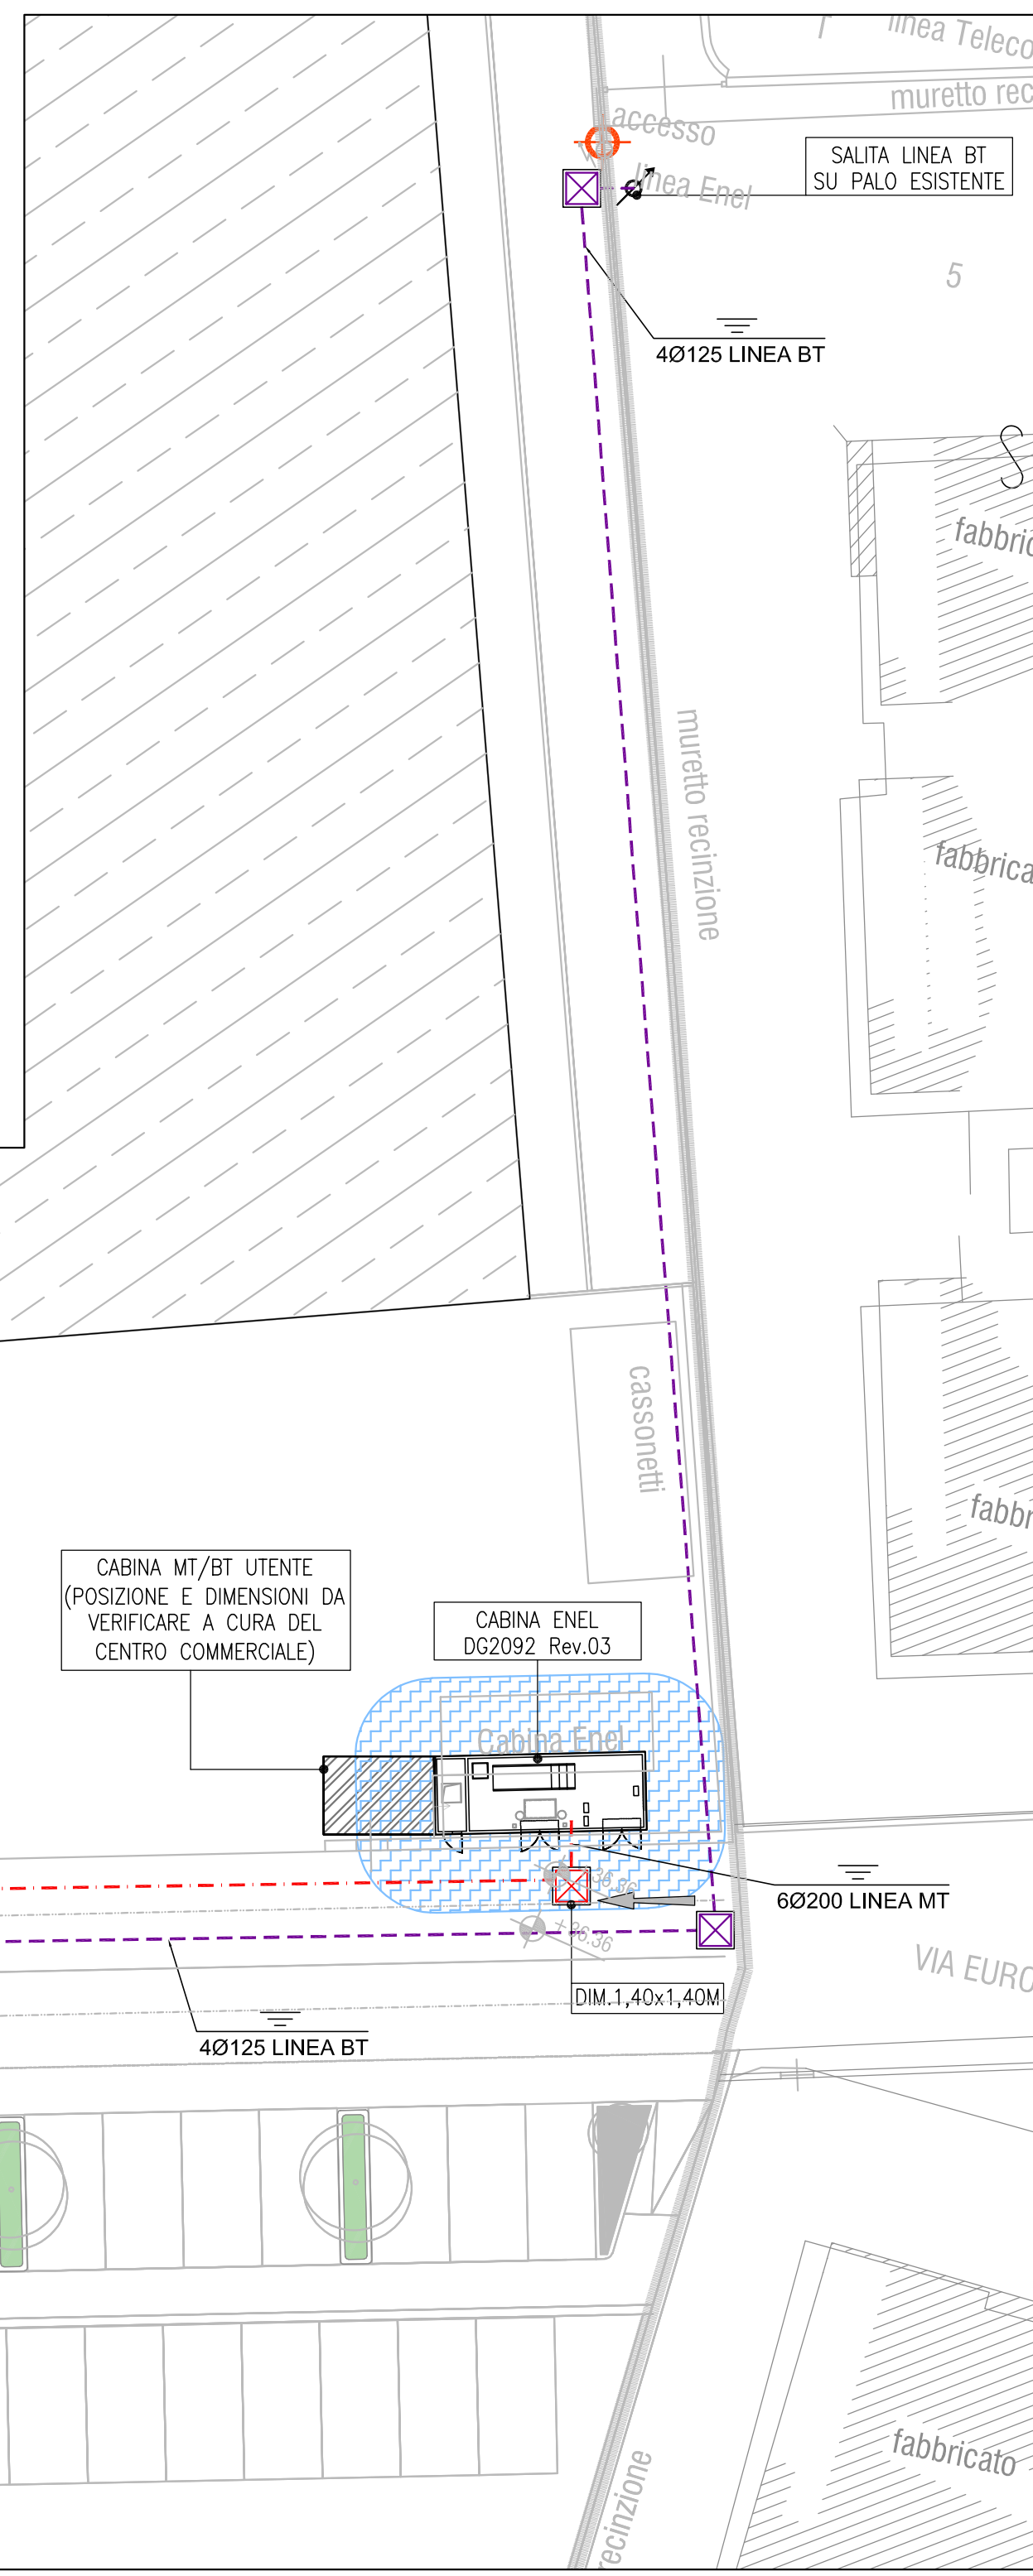 linea Teleco
muretto rec
accesso
linea Enel
SALITA LINEA BT
SU PALO ESISTENTE
5
4Ø125 LINEA BT
S
fabbric
muretto recinzione
fabbrica
cassonetti
fabbr
CABINA MT/BT UTENTE
(POSIZIONE E DIMENSIONI DA
VERIFICARE A CURA DEL
CENTRO COMMERCIALE)
CABINA ENEL
DG2092 Rev.03
Cabina Enel
+36.36
6Ø200 LINEA MT
VIA EURO
DIM.1,40x1,40M
4Ø125 LINEA BT
fabbricato
recinzione